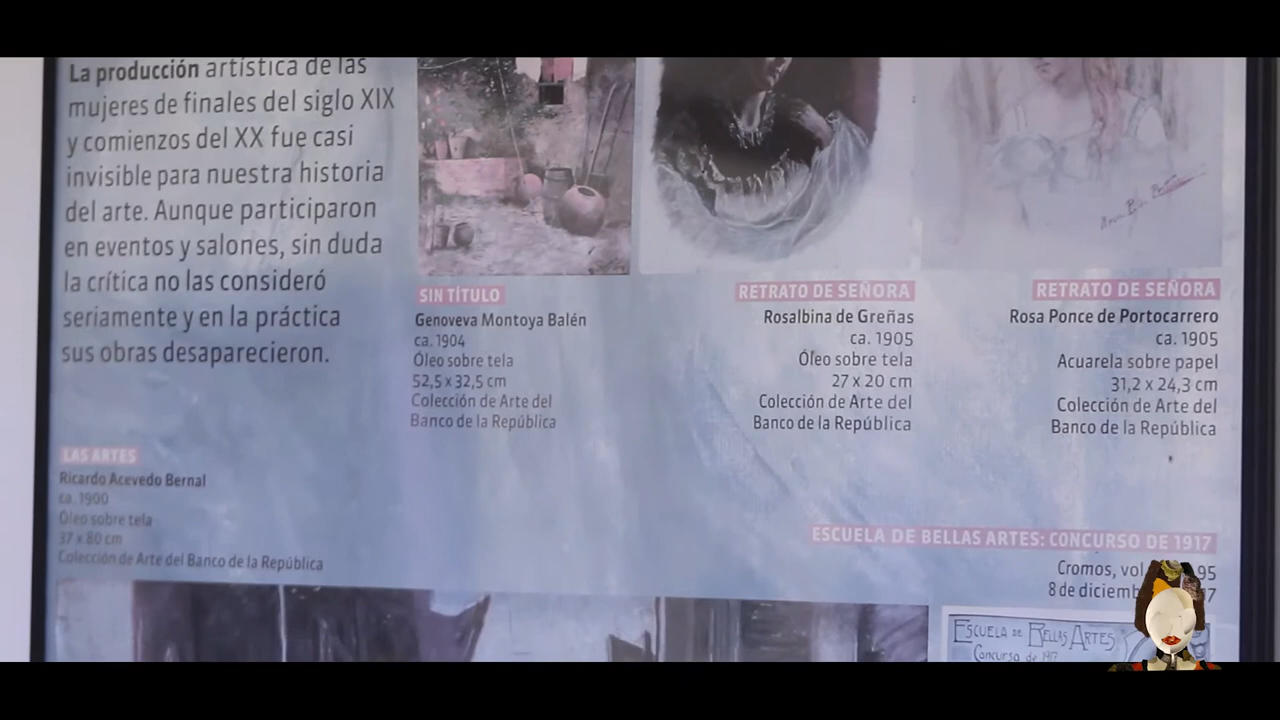 La producción artística de las
mujeres de finales del siglo XIX
y comienzos del XX fue casi
invisible para nuestra historia
del arte. Aunque participaron
en eventos y salones, sin duda
la crítica no las consideró
seriamente y en la práctica
sus obras desaparecieron.
SIN TÍTULO
Genoveva Montoya Balén
ca. 1904
Óleo sobre tela
52,5 x 32,5 cm
Colección de Arte del
Banco de la República
RETRATO DE SEÑORA
Rosalbina de Greñas
ca. 1905
Óleo sobre tela
27 x 20 cm
Colección de Arte del
Banco de la República
RETRATO DE SEÑORA
Rosa Ponce de Portocarrero
ca. 1905
Acuarela sobre papel
31,2 x 24,3 cm
Colección de Arte del
Banco de la República
LAS ARTES
Ricardo Acevedo Bernal
ca. 1900
Óleo sobre tela
37 x 80 cm
Colección de Arte del Banco de la República
ESCUELA DE BELLAS ARTES: CONCURSO DE 1917
Cromos, vol 95
8 de diciemb 17
ESCUELA DE BELLAS ARTES
Concurso de 1917